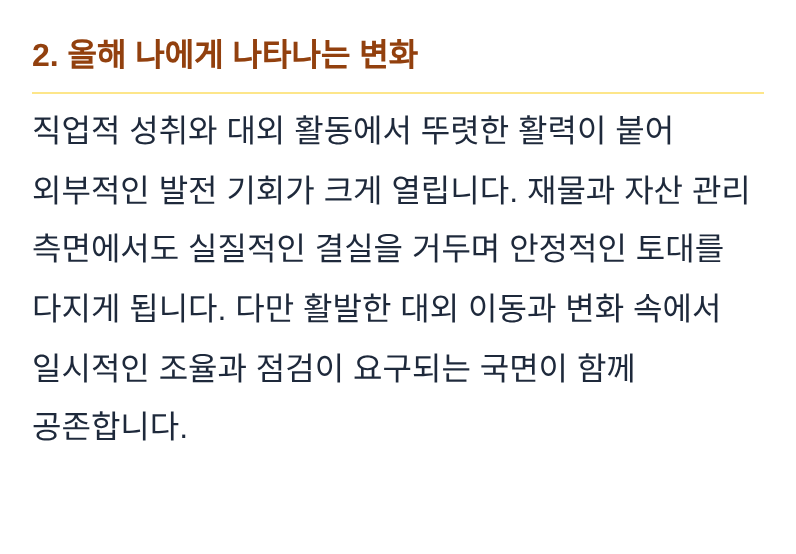 2. 올해 나에게 나타나는 변화
직업적 성취와 대외 활동에서 뚜렷한 활력이 붙어
외부적인 발전 기회가 크게 열립니다. 재물과 자산 관리
측면에서도 실질적인 결실을 거두며 안정적인 토대를
다지게 됩니다. 다만 활발한 대외 이동과 변화 속에서
일시적인 조율과 점검이 요구되는 국면이 함께
공존합니다.